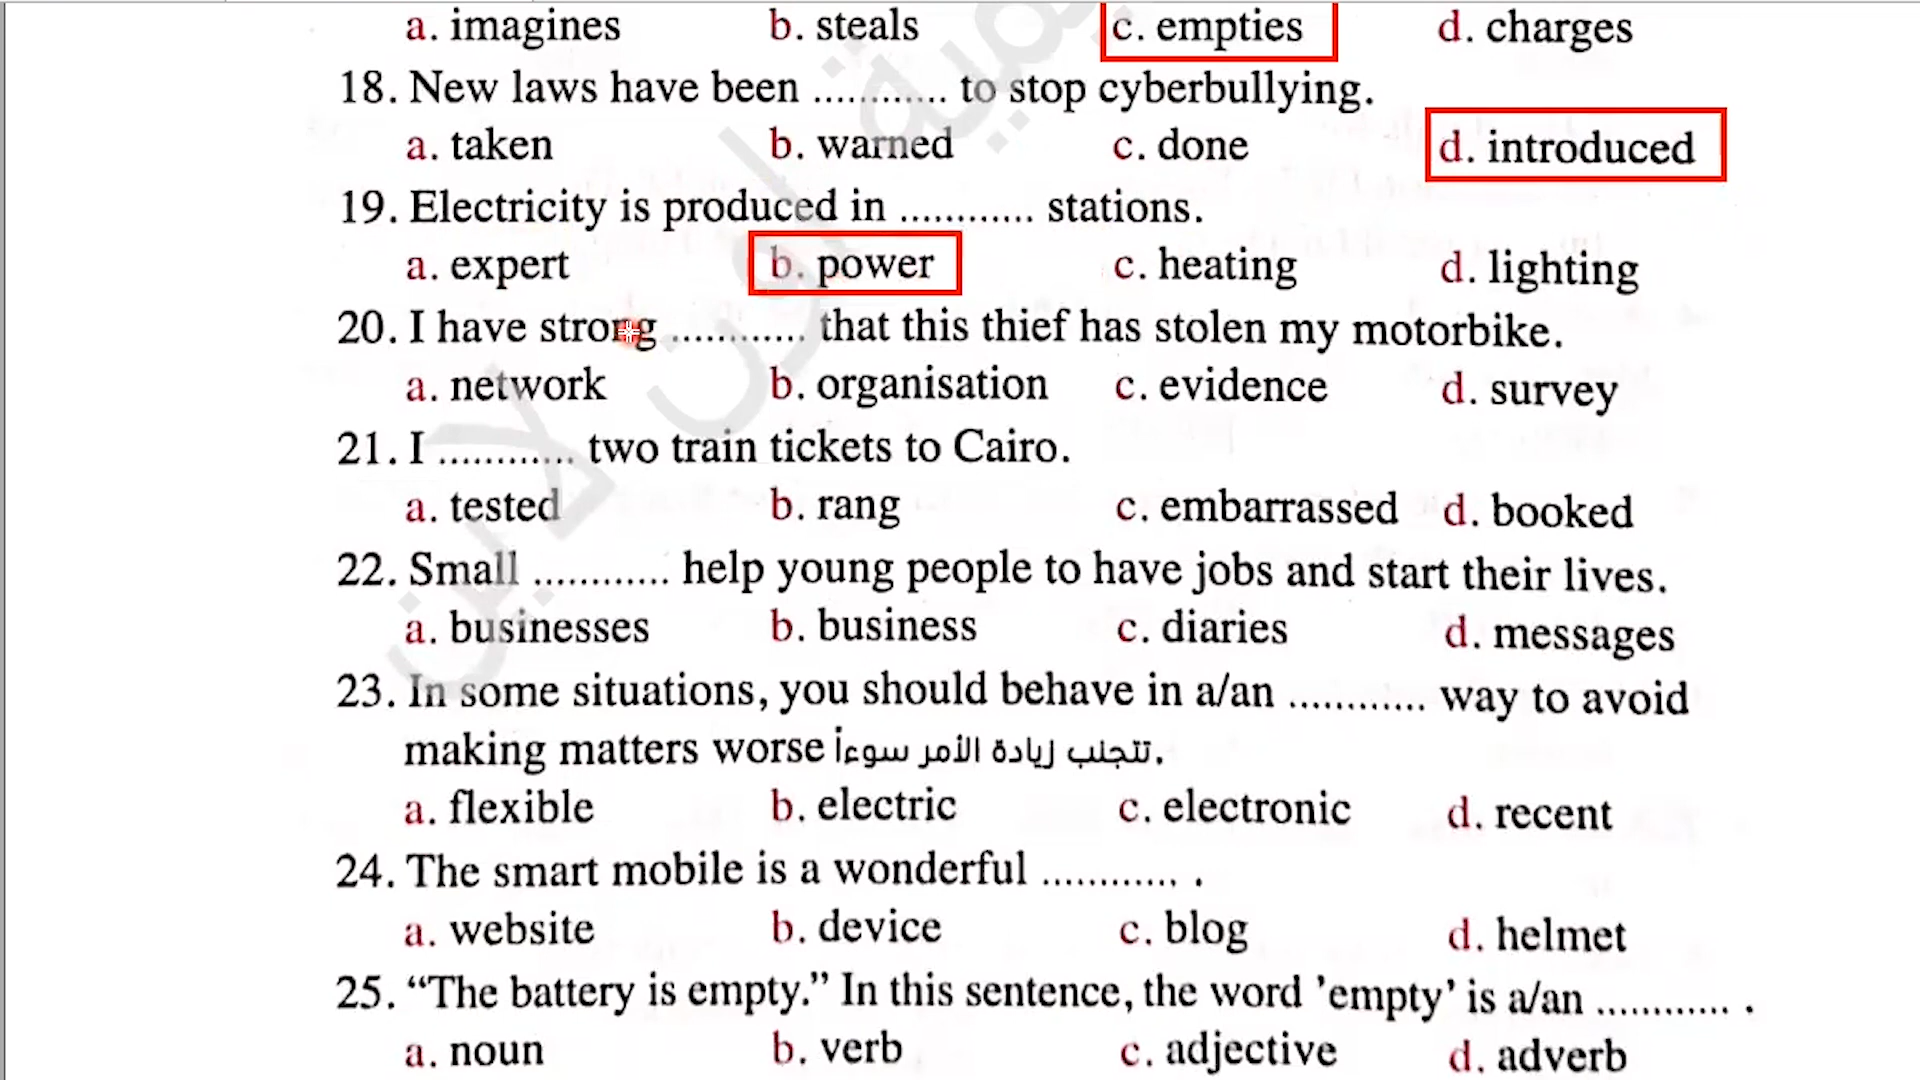 a. imagines b. steals c. empties d. charges
18. New laws have been ............ to stop cyberbullying.
a. taken b. warned c. done d. introduced
19. Electricity is produced in ............ stations.
a. expert b. power c. heating d. lighting
20. I have strong ............ that this thief has stolen my motorbike.
a. network b. organisation c. evidence d. survey
21. I ............ two train tickets to Cairo.
a. tested b. rang c. embarrassed d. booked
22. Small ............ help young people to have jobs and start their lives.
a. businesses b. business c. diaries d. messages
23. In some situations, you should behave in a/an ............ way to avoid
making matters worse تتجنب زيادة الأمر سوءاً.
a. flexible b. electric c. electronic d. recent
24. The smart mobile is a wonderful ............ .
a. website b. device c. blog d. helmet
25. “The battery is empty.” In this sentence, the word ’empty’ is a/an ............ .
a. noun b. verb c. adjective d. adverb